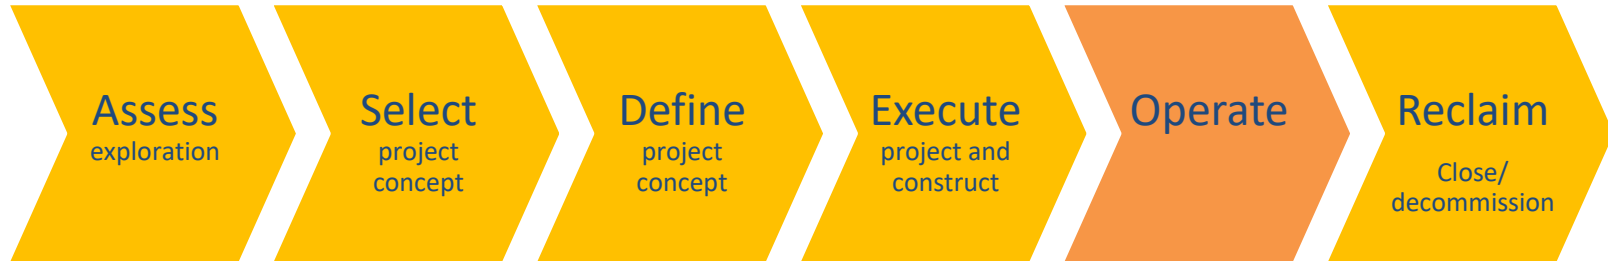 Assess
exploration
Select
project
concept
Define
project
concept
Execute
project and
construct
Operate
Reclaim
Close/
decommission